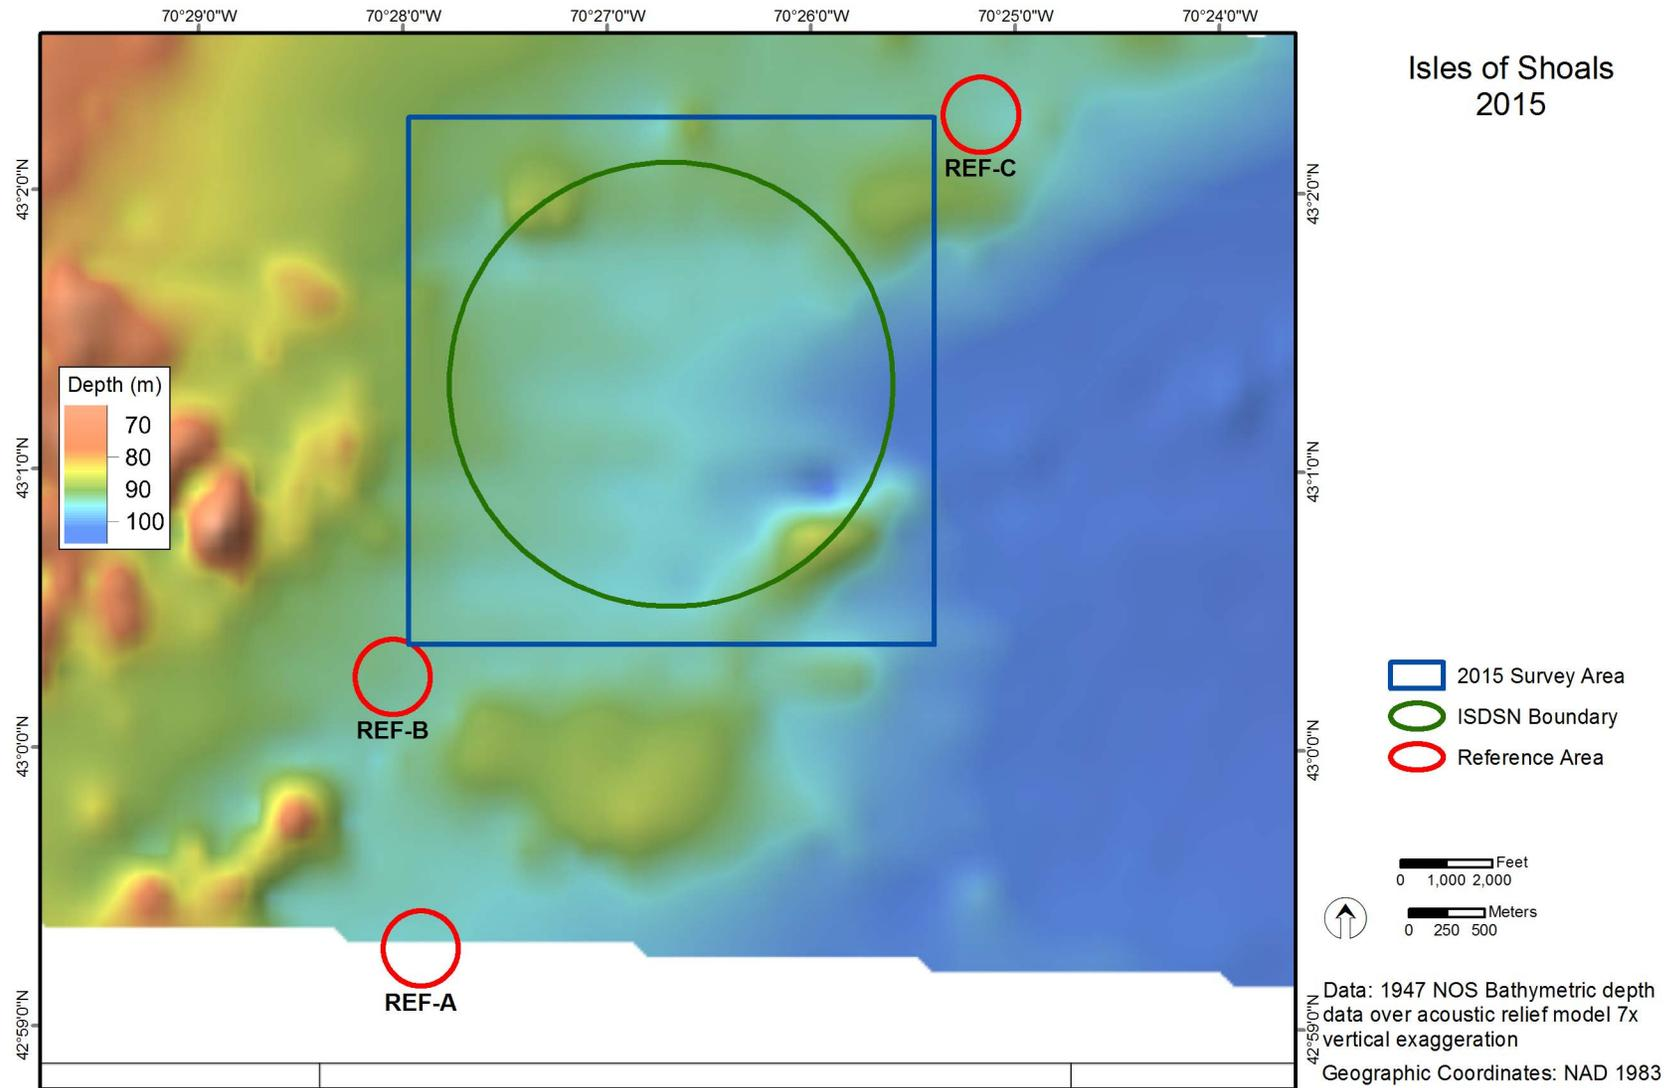 70°29'0"W 70°28'0"W 70°27'0"W 70°26'0"W 70°25'0"W 70°24'0"W
Isles of Shoals
2015
REF-C
43°2'0"N
43°2'0"N
Depth (m)
70
80
90
100
43°1'0"N
43°1'0"N
REF-B
43°0'0"N
43°0'0"N
2015 Survey Area
ISDSN Boundary
Reference Area
Feet
0 1,000 2,000
Meters
0 250 500
REF-A
42°59'0"N
42°59'0"N
Data: 1947 NOS Bathymetric depth
data over acoustic relief model 7x
vertical exaggeration
Geographic Coordinates: NAD 1983